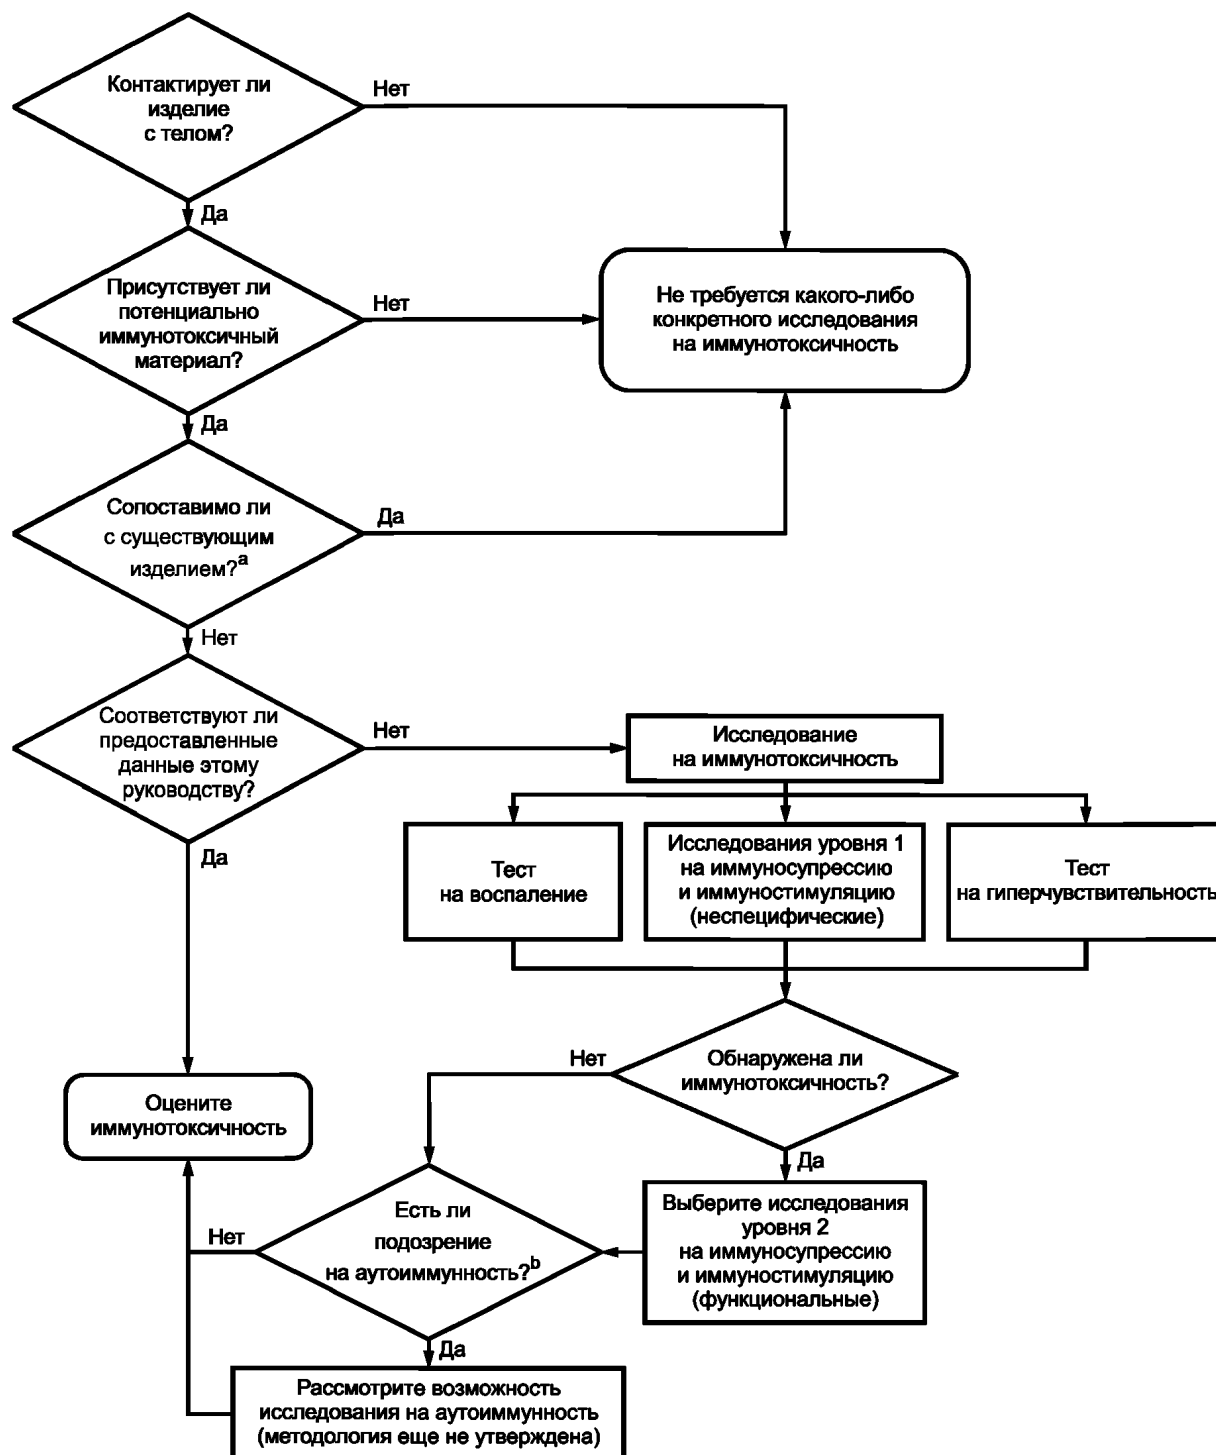 Контактирует ли
изделие
с телом?
Нет
Да
Присутствует ли
потенциально
иммунотоксичный
материал?
Нет
Не требуется какого-либо
конкретного исследования
на иммунотоксичность
Да
Сопоставимо ли
с существующим
изделием?ᵃ
Да
Нет
Соответствуют ли
предоставленные
данные этому
руководству?
Нет
Исследование
на иммунотоксичность
Да
Тест
на воспаление
Исследования уровня 1
на иммуносупрессию
и иммуностимуляцию
(неспецифические)
Тест
на гиперчувствительность
Обнаружена ли
иммунотоксичность?
Нет
Да
Оцените
иммунотоксичность
Выберите исследования
уровня 2
на иммуносупрессию
и иммуностимуляцию
(функциональные)
Есть ли
подозрение
на аутоиммунность?ᵇ
Нет
Да
Рассмотрите возможность
исследования на аутоиммунность
(методология еще не утверждена)